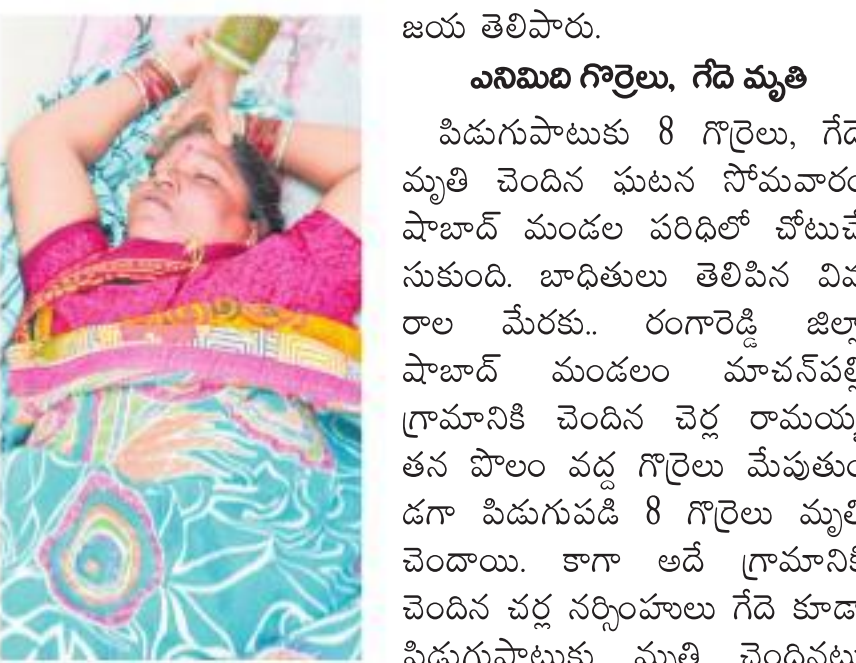 జయ తెలిపారు.
ఎనిమిది గొర్రెలు, గేదె మృతి
పిడుగుపాటుకు 8 గొర్రెలు, గేదె
మృతి చెందిన ఘటన సోమవారం
షాబాద్ మండల పరిధిలో చోటుచే
సుకుంది. బాధితులు తెలిపిన వివ
రాల మేరకు.. రంగారెడ్డి జిల్లా
షాబాద్ మండలం మాచన్‌పల్లి
గ్రామానికి చెందిన చెర్ల రామయ్య
తన పొలం వద్ద గొర్రెలు మేపుతుం
డగా పిడుగుపడి 8 గొర్రెలు మృతి
చెందాయి. కాగా అదే గ్రామానికి
చెందిన చర్ల నర్సింహులు గేదె కూడా
పిడుగుపాటుకు మృతి చెందినట్లు